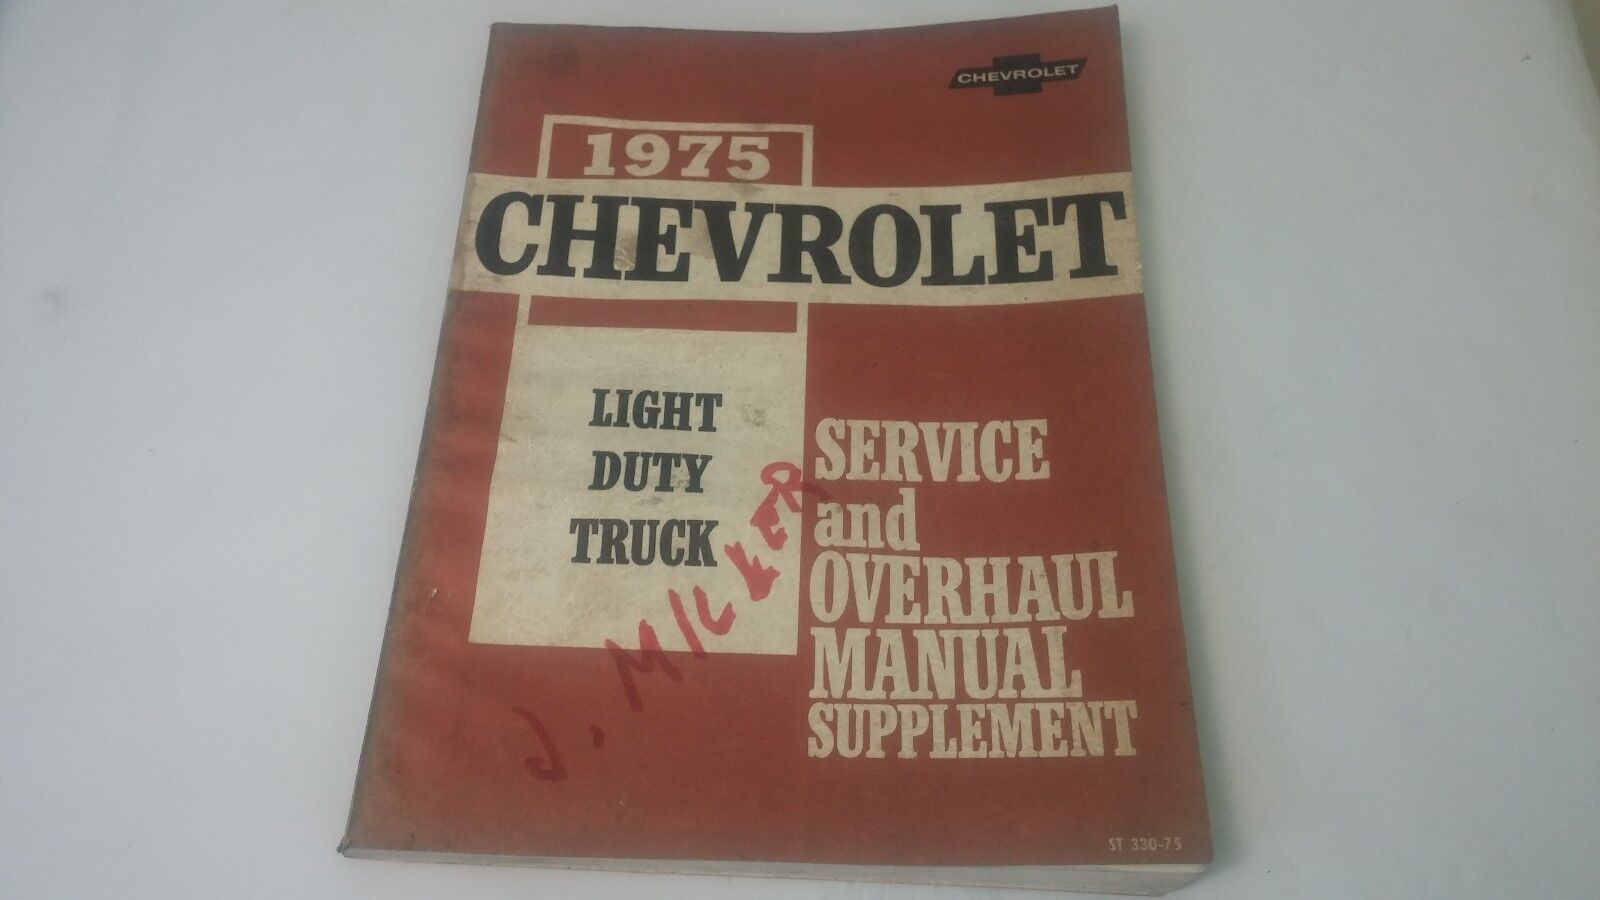 CHEVROLET
1975
CHEVROLET
LIGHT
DUTY
TRUCK
SERVICE
and
OVERHAUL
MANUAL
SUPPLEMENT
J. MILLER
ST 330-75